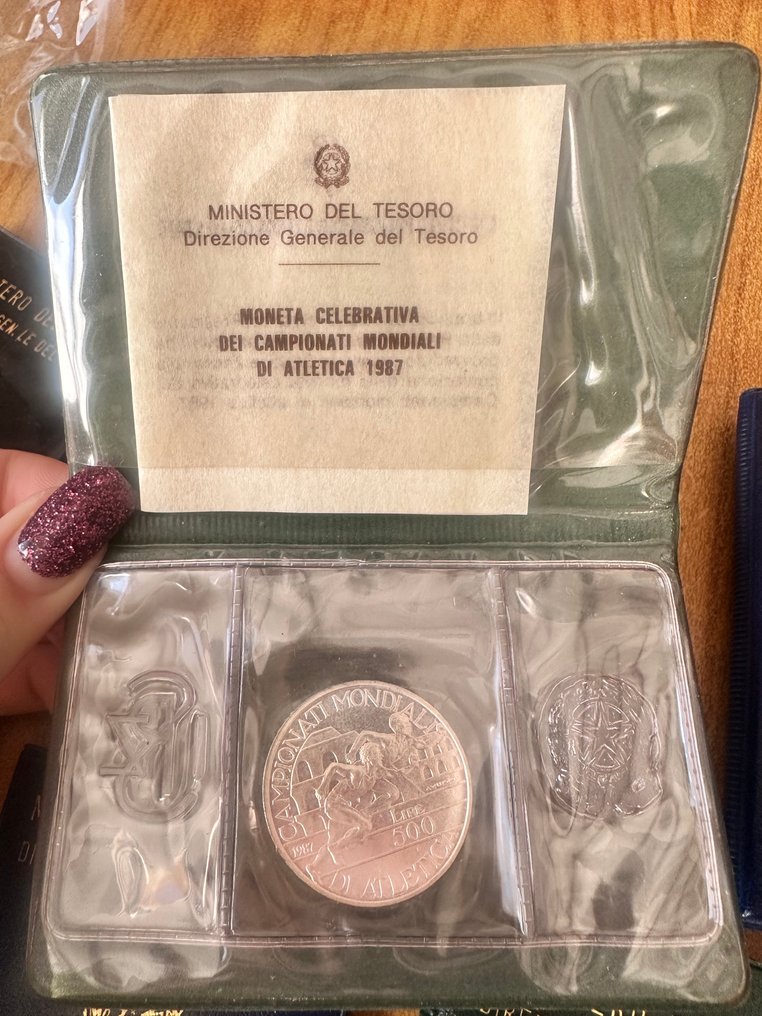 MINISTERO DEL TESORO
Direzione Generale del Tesoro
MONETA CELEBRATIVA
DEI CAMPIONATI MONDIALI
DI ATLETICA 1987
CAMPIONATI MONDIALI
LIRE
500
1987
DI ATLETICA